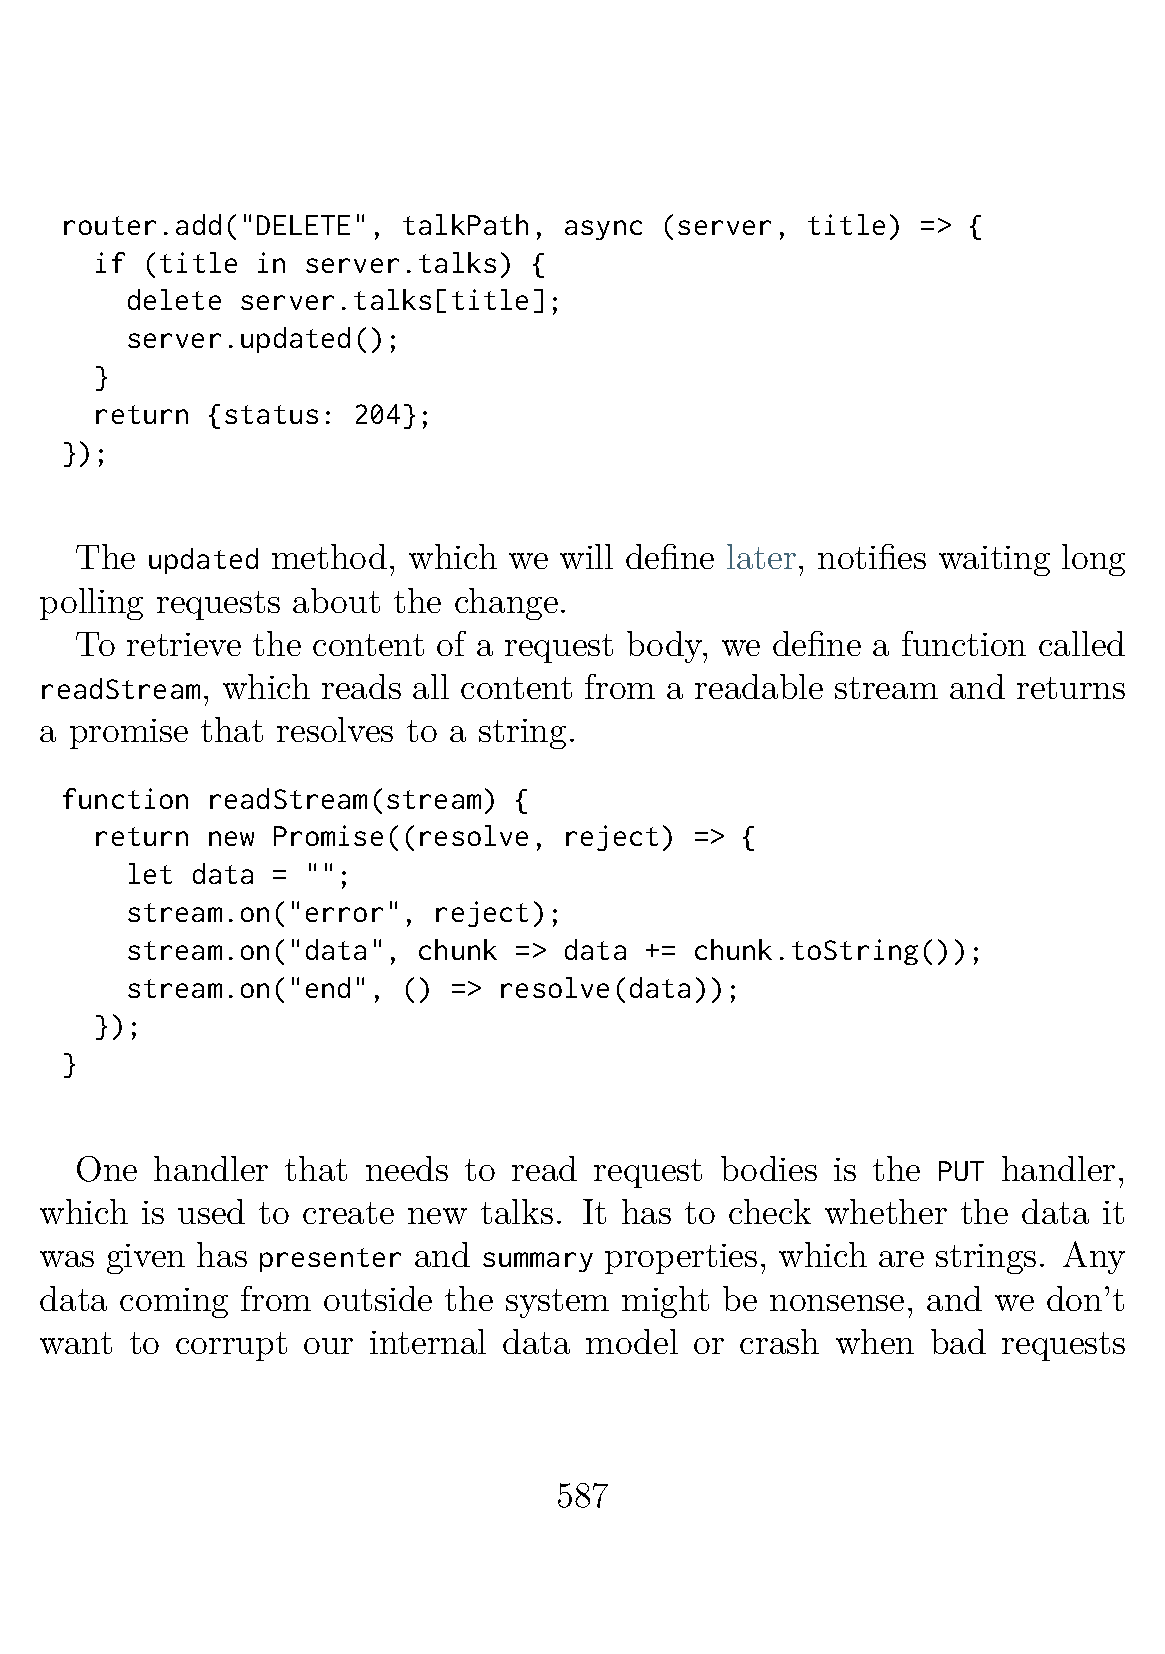 router.add("DELETE", talkPath, async (server, title) => {
  if (title in server.talks) {
    delete server.talks[title];
    server.updated();
  }
  return {status: 204};
});
The updated method, which we will define later, notifies waiting long
polling requests about the change.
To retrieve the content of a request body, we define a function called
readStream, which reads all content from a readable stream and returns
a promise that resolves to a string.
function readStream(stream) {
  return new Promise((resolve, reject) => {
    let data = "";
    stream.on("error", reject);
    stream.on("data", chunk => data += chunk.toString());
    stream.on("end", () => resolve(data));
  });
}
One handler that needs to read request bodies is the PUT handler,
which is used to create new talks. It has to check whether the data it
was given has presenter and summary properties, which are strings. Any
data coming from outside the system might be nonsense, and we don't
want to corrupt our internal data model or crash when bad requests
587